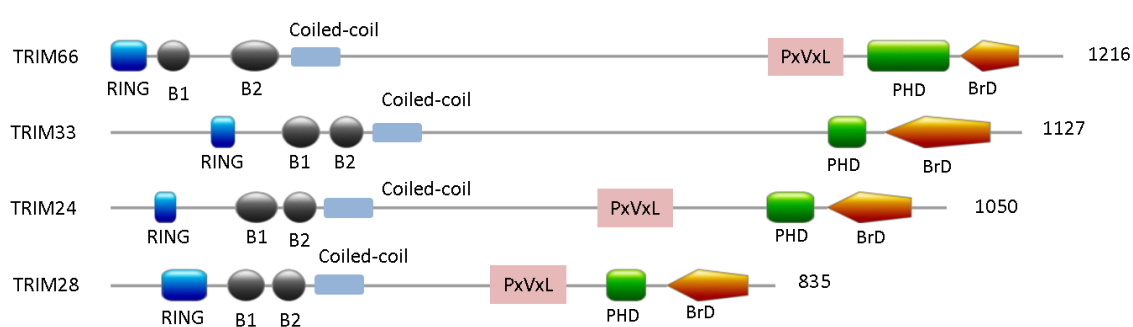 Coiled-coil
TRIM66 PxVxL 1216
RING B1 B2 PHD BrD
Coiled-coil
TRIM33 1127
RING B1 B2 PHD BrD
Coiled-coil
TRIM24 PxVxL 1050
RING B1 B2 PHD BrD
Coiled-coil
TRIM28 PxVxL 835
RING B1 B2 PHD BrD